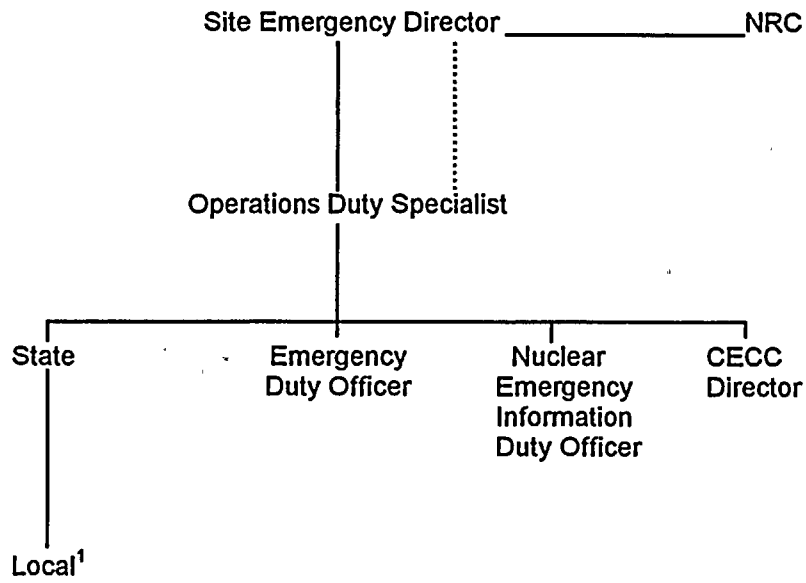 Site Emergency Director NRC
Operations Duty Specialist
State
Emergency
Duty Officer
Nuclear
Emergency
Information
Duty Officer
CECC
Director
Local¹